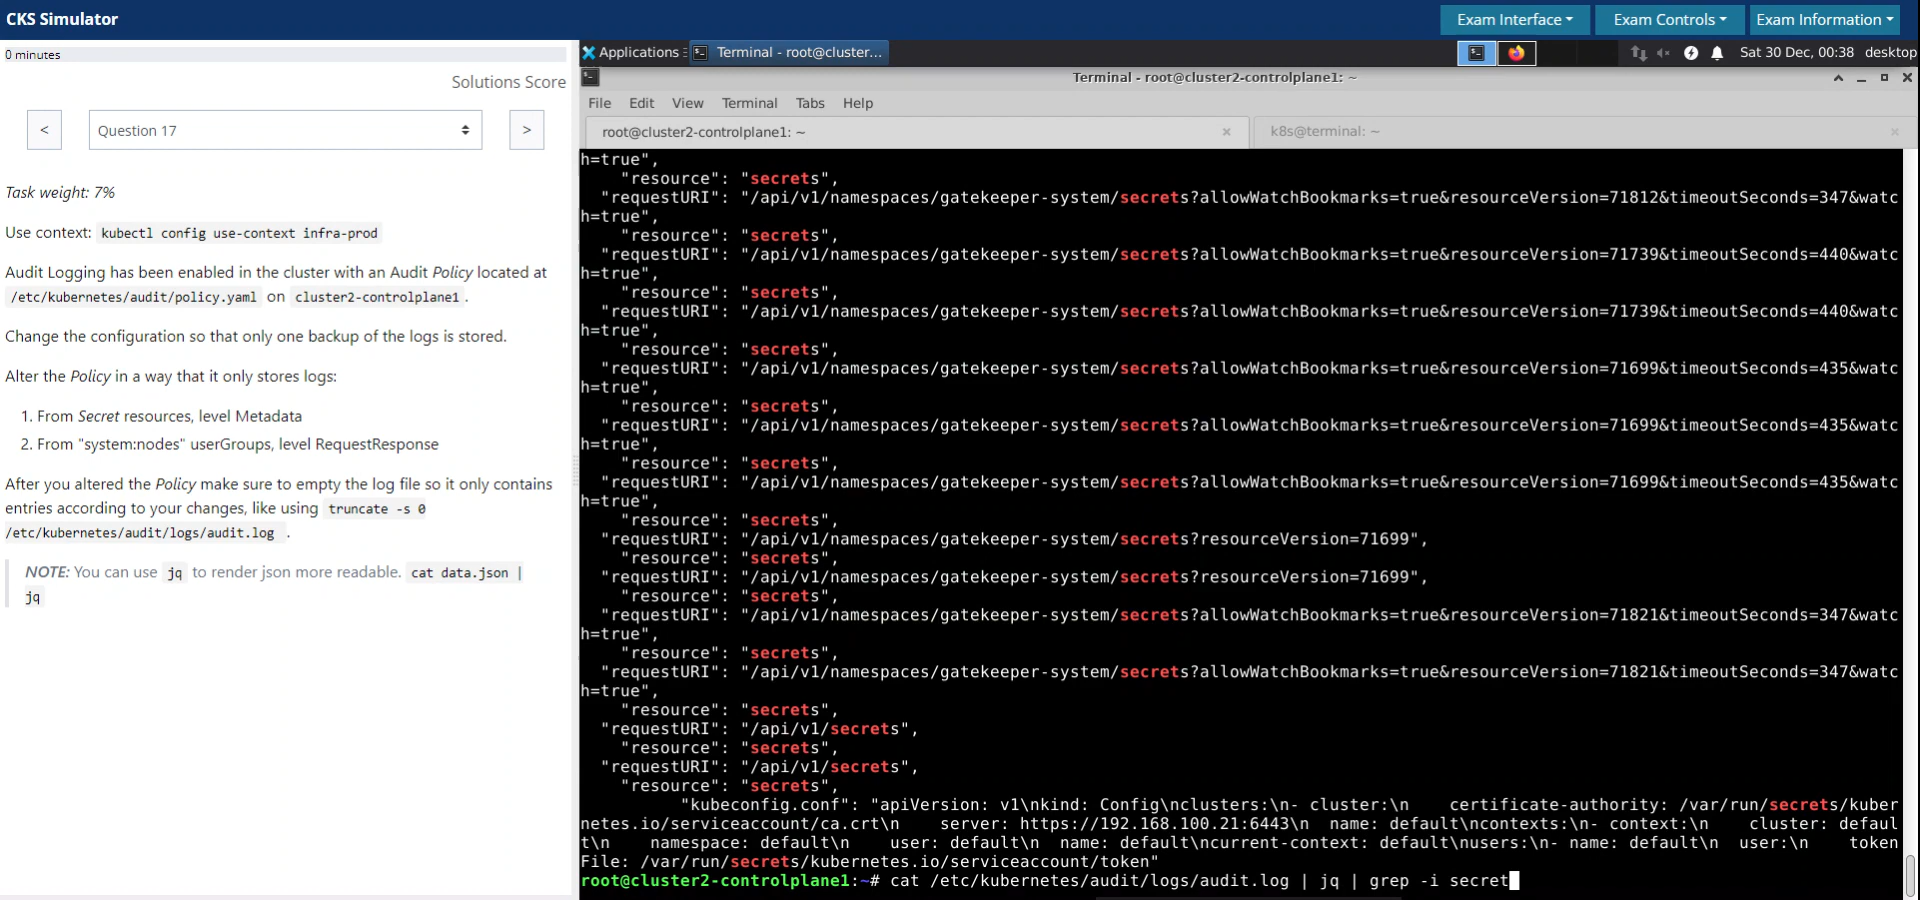 CKS Simulator
Exam Interface
Exam Controls
Exam Information
0 minutes
Solutions Score
<
Question 17
>
Task weight: 7%
Use context: kubectl config use-context infra-prod
Audit Logging has been enabled in the cluster with an Audit Policy located at
/etc/kubernetes/audit/policy.yaml on cluster2-controlplane1.
Change the configuration so that only one backup of the logs is stored.
Alter the Policy in a way that it only stores logs:
1. From Secret resources, level Metadata
2. From "system:nodes" userGroups, level RequestResponse
After you altered the Policy make sure to empty the log file so it only contains
entries according to your changes, like using truncate -s 0
/etc/kubernetes/audit/logs/audit.log .
NOTE: You can use jq to render json more readable. cat data.json |
jq
Applications
Terminal - root@cluster...
Sat 30 Dec, 00:38 desktop
Terminal - root@cluster2-controlplane1: ~
File Edit View Terminal Tabs Help
root@cluster2-controlplane1: ~
k8s@terminal: ~
h=true",
"resource": "secrets",
"requestURI": "/api/v1/namespaces/gatekeeper-system/secrets?allowWatchBookmarks=true&resourceVersion=71812&timeoutSeconds=347&watc
h=true",
"resource": "secrets",
"requestURI": "/api/v1/namespaces/gatekeeper-system/secrets?allowWatchBookmarks=true&resourceVersion=71739&timeoutSeconds=440&watc
h=true",
"resource": "secrets",
"requestURI": "/api/v1/namespaces/gatekeeper-system/secrets?allowWatchBookmarks=true&resourceVersion=71739&timeoutSeconds=440&watc
h=true",
"resource": "secrets",
"requestURI": "/api/v1/namespaces/gatekeeper-system/secrets?allowWatchBookmarks=true&resourceVersion=71699&timeoutSeconds=435&watc
h=true",
"resource": "secrets",
"requestURI": "/api/v1/namespaces/gatekeeper-system/secrets?allowWatchBookmarks=true&resourceVersion=71699&timeoutSeconds=435&watc
h=true",
"resource": "secrets",
"requestURI": "/api/v1/namespaces/gatekeeper-system/secrets?allowWatchBookmarks=true&resourceVersion=71699&timeoutSeconds=435&watc
h=true",
"resource": "secrets",
"requestURI": "/api/v1/namespaces/gatekeeper-system/secrets?resourceVersion=71699",
"resource": "secrets",
"requestURI": "/api/v1/namespaces/gatekeeper-system/secrets?resourceVersion=71699",
"resource": "secrets",
"requestURI": "/api/v1/namespaces/gatekeeper-system/secrets?allowWatchBookmarks=true&resourceVersion=71821&timeoutSeconds=347&watc
h=true",
"resource": "secrets",
"requestURI": "/api/v1/namespaces/gatekeeper-system/secrets?allowWatchBookmarks=true&resourceVersion=71821&timeoutSeconds=347&watc
h=true",
"resource": "secrets",
"requestURI": "/api/v1/secrets",
"resource": "secrets",
"requestURI": "/api/v1/secrets",
"resource": "secrets",
"kubeconfig.conf": "apiVersion: v1\nkind: Config\nclusters:\n- cluster:\n    certificate-authority: /var/run/secrets/kuber
netes.io/serviceaccount/ca.crt\n    server: https://192.168.100.21:6443\n  name: default\ncontexts:\n- context:\n    cluster: defaul
t\n    namespace: default\n    user: default\n  name: default\ncurrent-context: default\nusers:\n- name: default\n  user:\n    token
File: /var/run/secrets/kubernetes.io/serviceaccount/token"
root@cluster2-controlplane1:~# cat /etc/kubernetes/audit/logs/audit.log | jq | grep -i secret